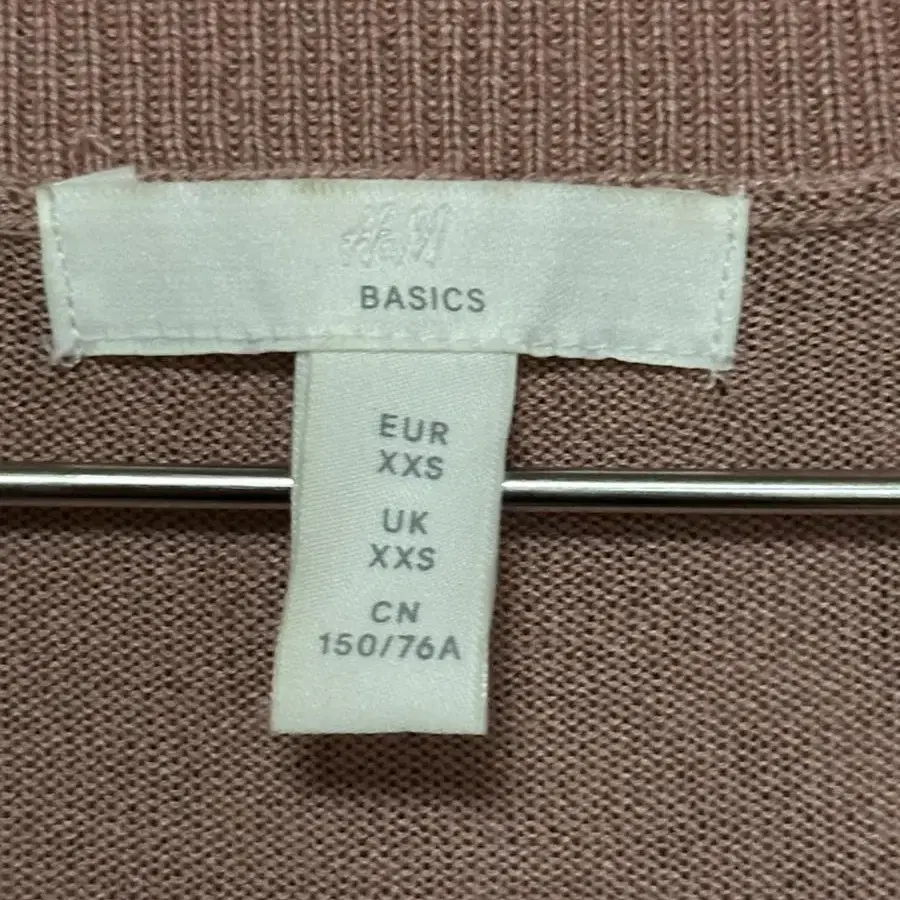 H&M
BASICS
EUR
XXS
UK
XXS
CN
150/76A